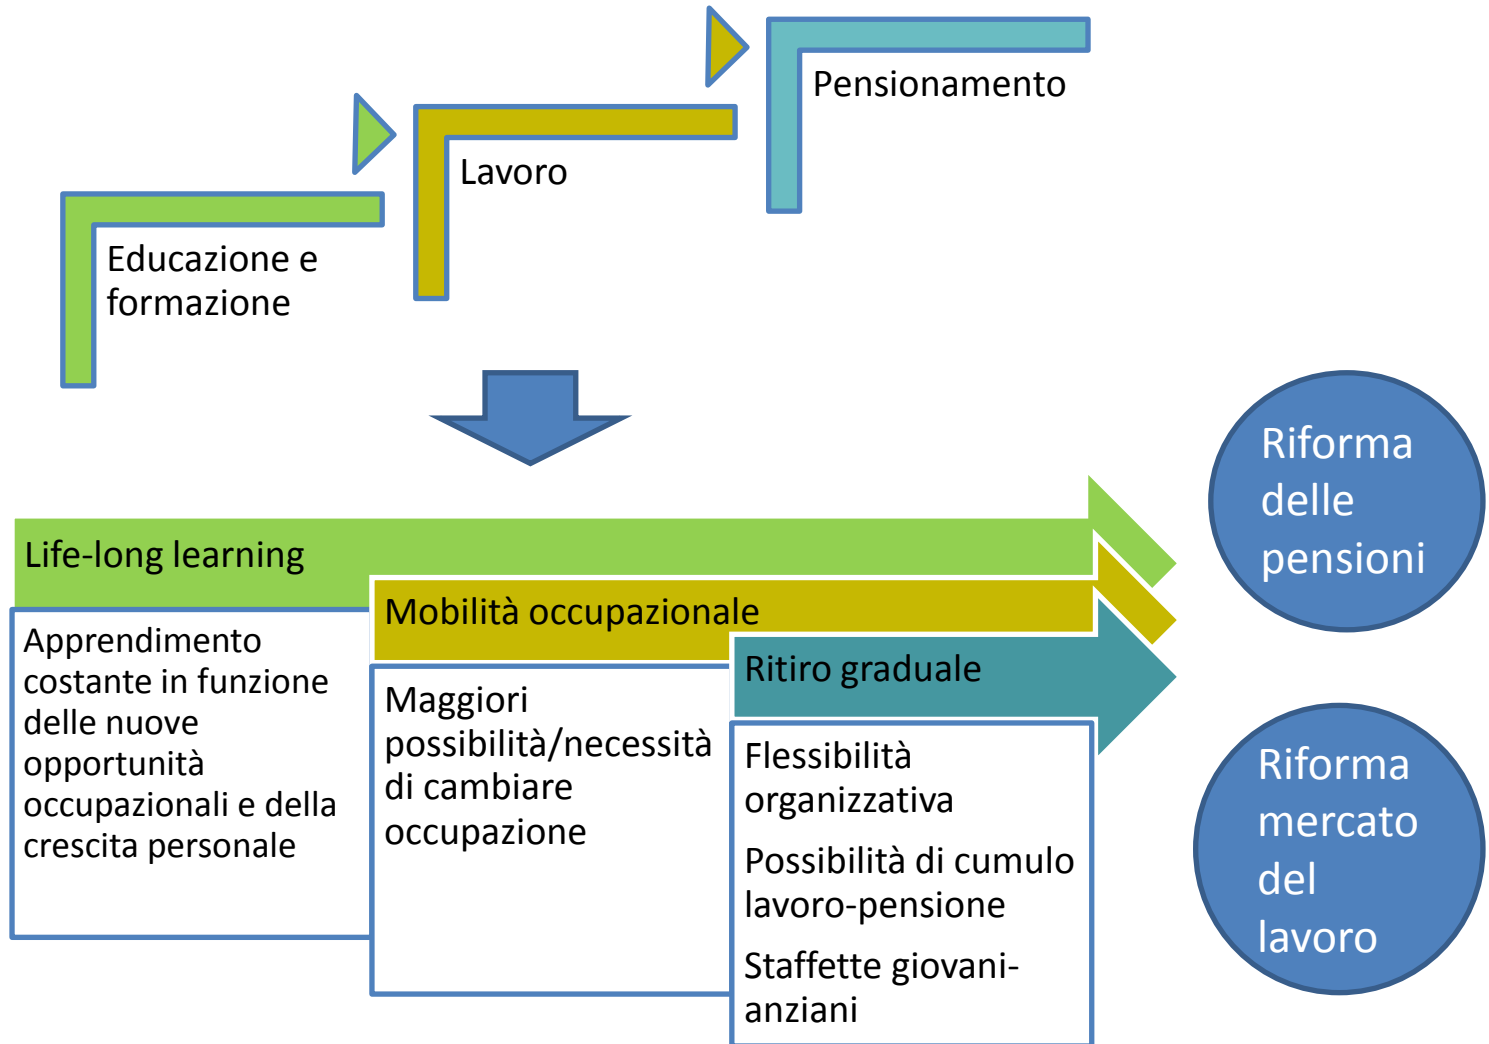 Pensionamento
Lavoro
Educazione e
formazione
Riforma
delle
pensioni
Life-long learning
Apprendimento
costante in funzione
delle nuove
opportunità
occupazionali e della
crescita personale
Mobilità occupazionale
Maggiori
possibilità/necessità
di cambiare
occupazione
Ritiro graduale
Flessibilità
organizzativa
Possibilità di cumulo
lavoro-pensione
Staffette giovani-
anziani
Riforma
mercato
del
lavoro